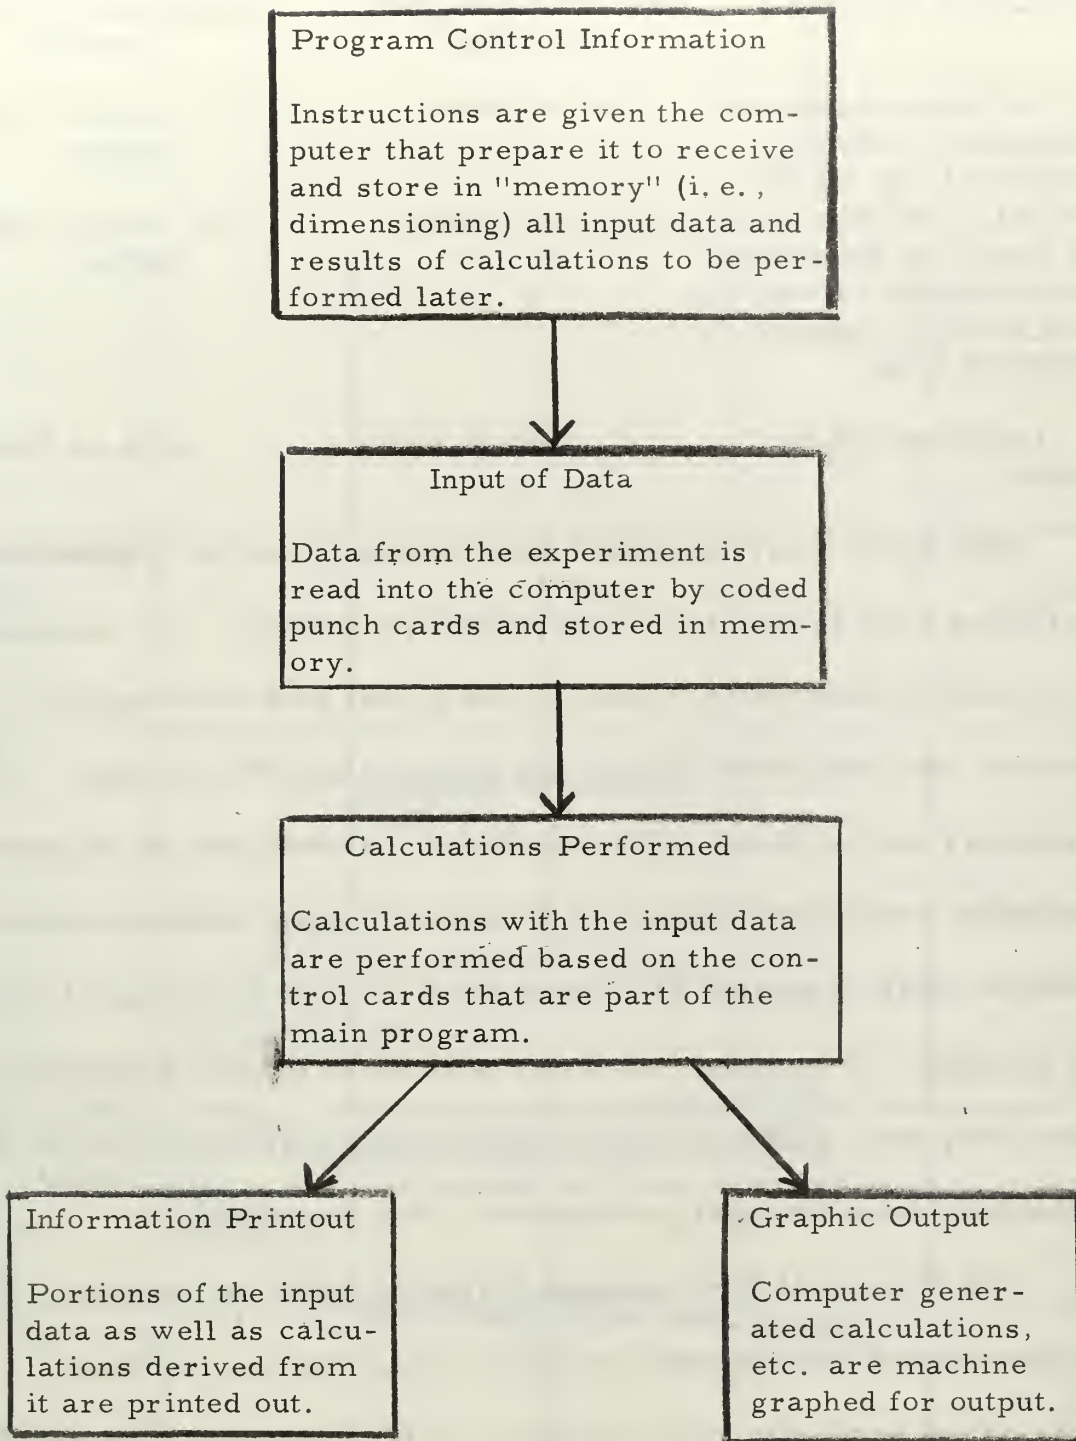 Program Control Information
Instructions are given the com-
puter that prepare it to receive
and store in "memory" (i. e. ,
dimensioning) all input data and
results of calculations to be per-
formed later.
Input of Data
Data from the experiment is
read into the computer by coded
punch cards and stored in mem-
ory.
Calculations Performed
Calculations with the input data
are performed based on the con-
trol cards that are part of the
main program.
Information Printout
Portions of the input
data as well as calcu-
lations derived from
it are printed out.
Graphic Output
Computer gener-
ated calculations,
etc. are machine
graphed for output.